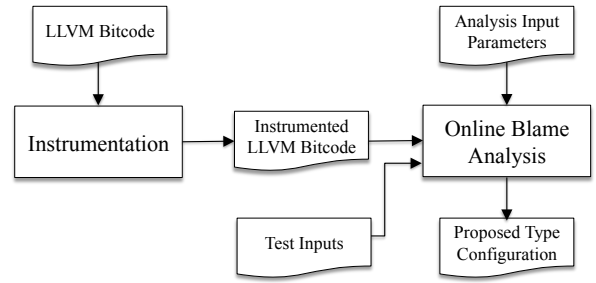 LLVM Bitcode
Analysis Input
Parameters
Instrumentation
Instrumented
LLVM Bitcode
Online Blame
Analysis
Test Inputs
Proposed Type
Configuration